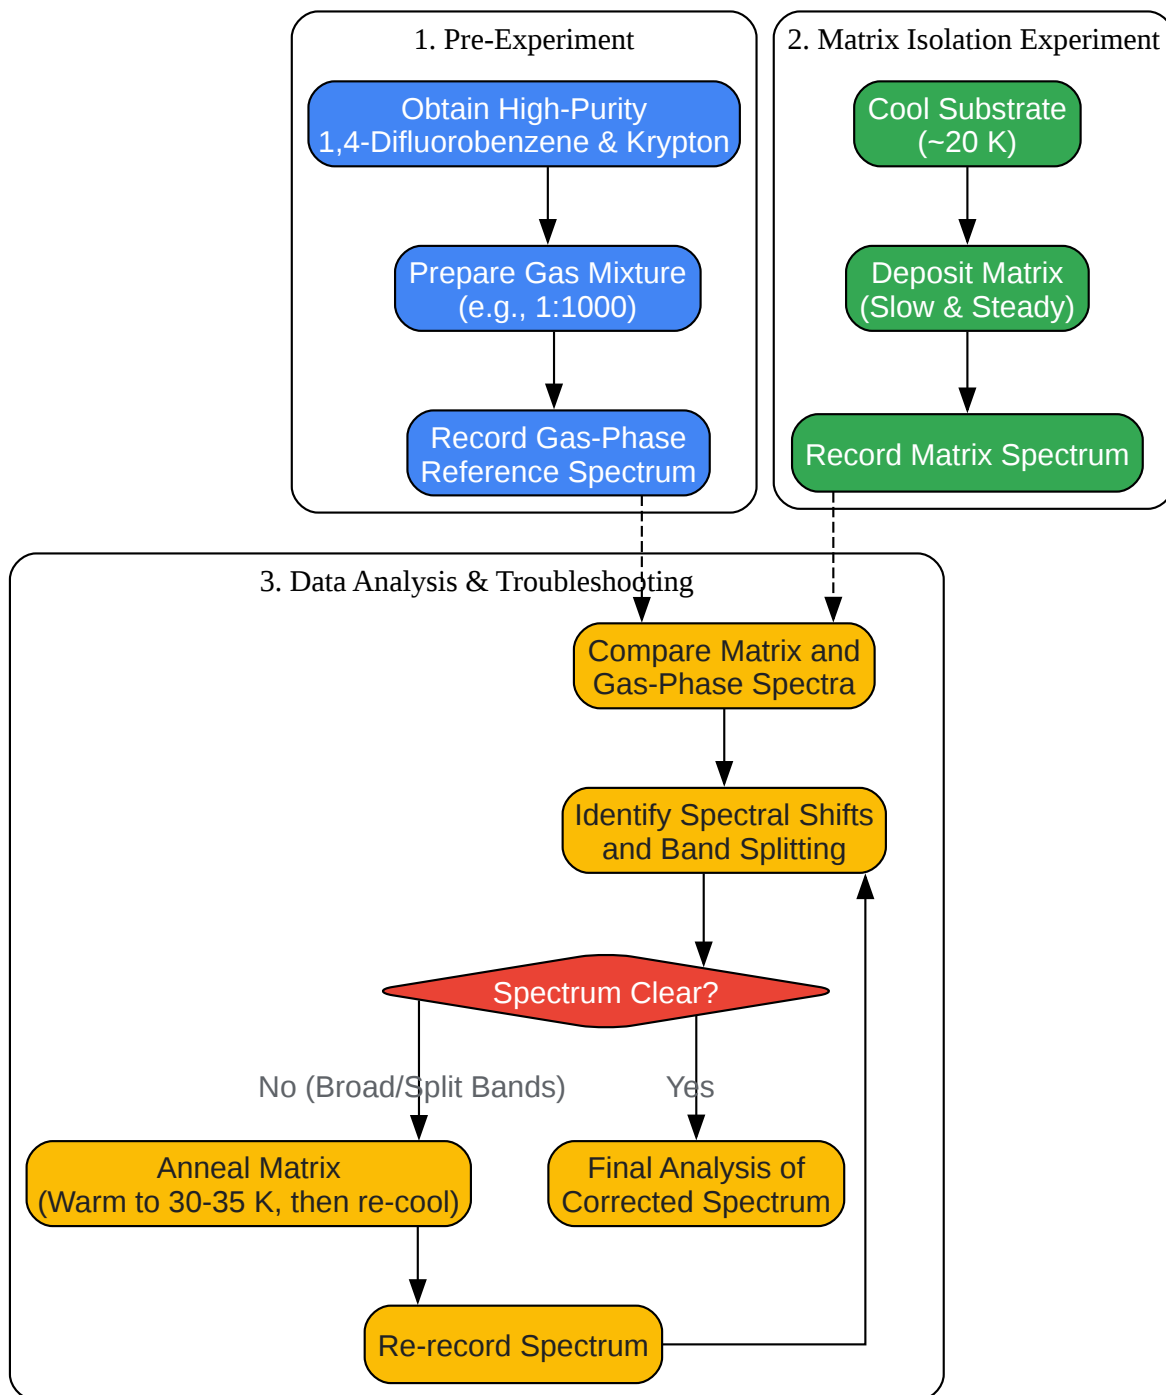 1. Pre-Experiment
Obtain High-Purity
1,4-Difluorobenzene & Krypton
Prepare Gas Mixture
(e.g., 1:1000)
Record Gas-Phase
Reference Spectrum
2. Matrix Isolation Experiment
Cool Substrate
(~20 K)
Deposit Matrix
(Slow & Steady)
Record Matrix Spectrum
3. Data Analysis & Troubleshooting
Compare Matrix and
Gas-Phase Spectra
Identify Spectral Shifts
and Band Splitting
Spectrum Clear?
No (Broad/Split Bands)
Yes
Anneal Matrix
(Warm to 30-35 K, then re-cool)
Final Analysis of
Corrected Spectrum
Re-record Spectrum